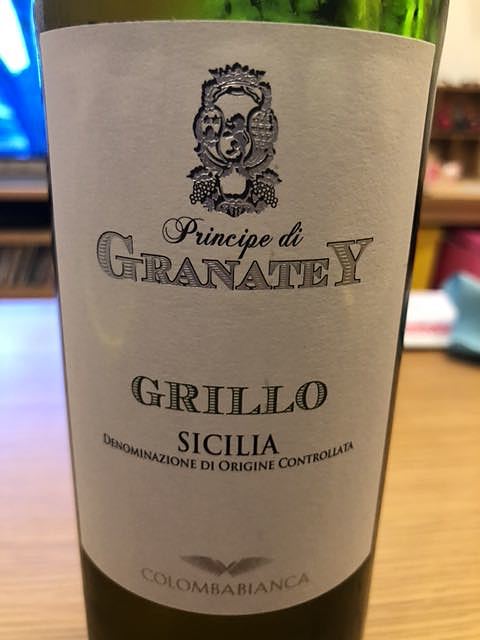 Principe di
GRANATEY
GRILLO
SICILIA
DENOMINAZIONE DI ORIGINE CONTROLLATA
COLOMBABIANCA